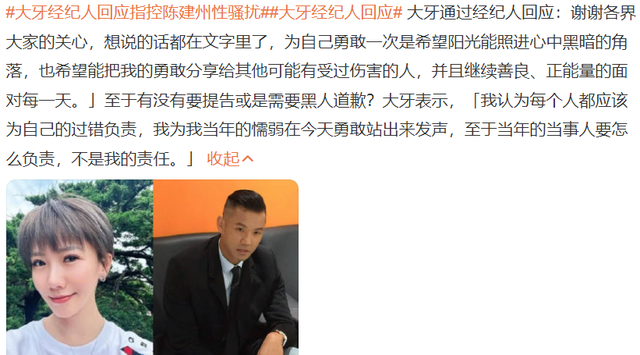 #大牙经纪人回应指控陈建州性骚扰##大牙经纪人回应# 大牙通过经纪人回应：谢谢各界
大家的关心，想说的话都在文字里了，为自己勇敢一次是希望阳光能照进心中黑暗的角
落，也希望能把我的勇敢分享给其他可能有受过伤害的人，并且继续善良、正能量的面
对每一天。」至于有没有要提告或是需要黑人道歉？大牙表示，「我认为每个人都应该
为自己的过错负责，我为我当年的懦弱在今天勇敢站出来发声，至于当年的当事人要怎
么负责，不是我的责任。」 收起